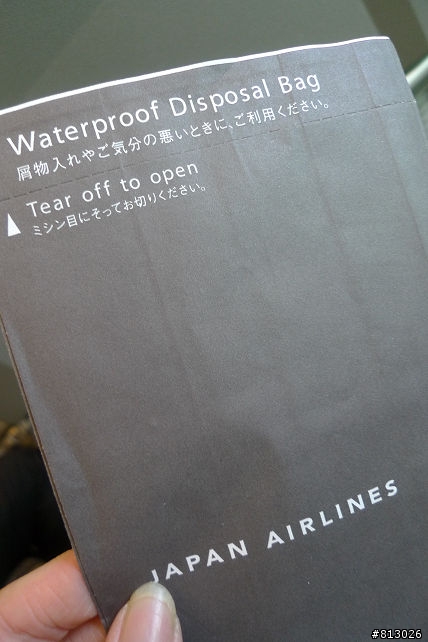 Waterproof Disposal Bag
屑物入れやご気分の悪いときに、ご利用ください。
Tear off to open
ミシン目にそってお切りください。
JAPAN AIRLINES
#813026